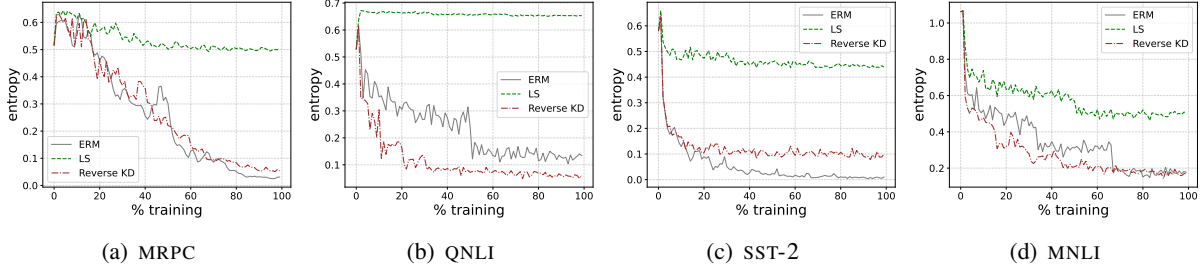 0.6
0.5
0.4
0.3
0.2
0.1
0.0
entropy
ERM
LS
Reverse KD
0 20 40 60 80 100
% training
(a) MRPC
0.7
0.6
0.5
0.4
0.3
0.2
0.1
entropy
ERM
LS
Reverse KD
0 20 40 60 80 100
% training
(b) QNLI
0.6
0.5
0.4
0.3
0.2
0.1
0.0
entropy
ERM
LS
Reverse KD
0 20 40 60 80 100
% training
(c) SST-2
1.0
0.8
0.6
0.4
0.2
entropy
ERM
LS
Reverse KD
0 20 40 60 80 100
% training
(d) MNLI